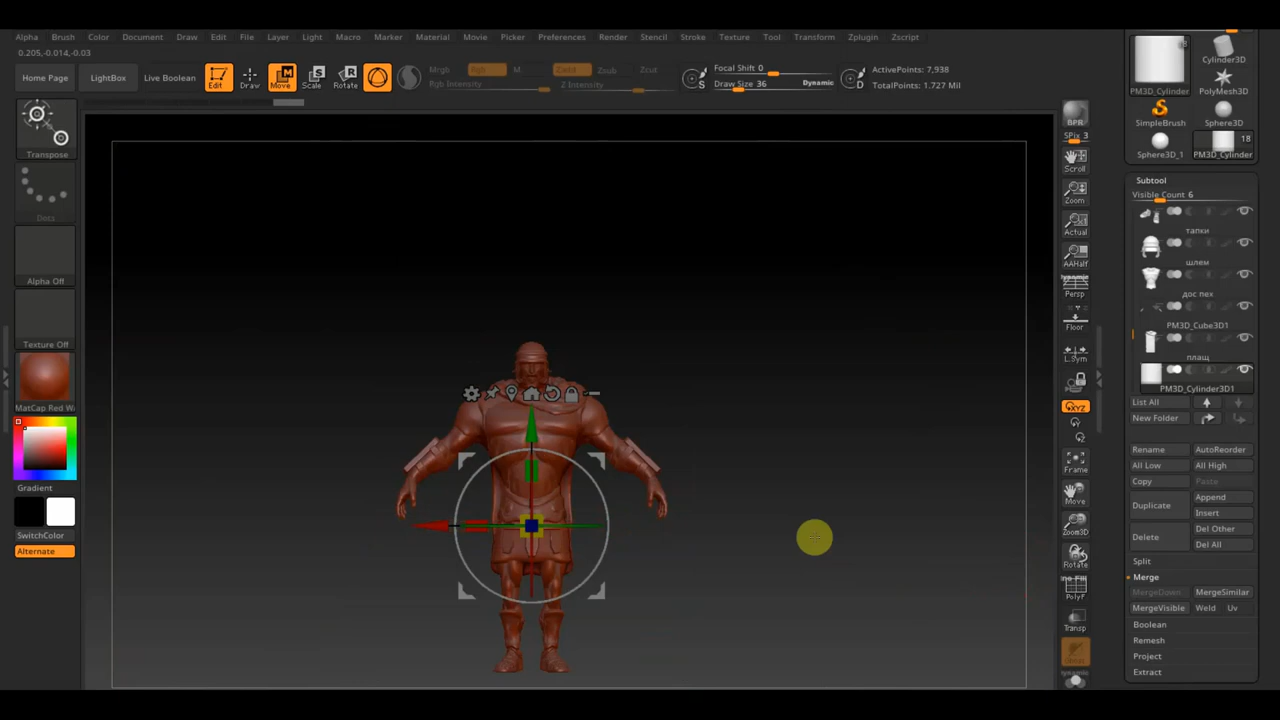 Alpha Brush Color Document Draw Edit File Layer Light Macro Marker Material Movie Picker Preferences Render Stencil Stroke Texture Tool Transform Zplugin Zscript
0.205,-0.014,-0.03
Home Page LightBox Live Boolean
Edit Draw Move Scale Rotate
Mrgb Rgb M Zadd Zsub Zcut
Rgb Intensity Z Intensity
Focal Shift 0
Draw Size 36 Dynamic
ActivePoints: 7,938
TotalPoints: 1.727 Mil
Transpose
Dots
Alpha Off
Texture Off
MatCap Red Wa
Gradient
SwitchColor
Alternate
BPR
SPix 3
Scroll
Zoom
Actual
AAHalf
Dynamic
Persp
Floor
L.Sym
XYZ
Frame
Move
Zoom3D
Rotate
PolyF
Transp
Dynamic
PM3D_Cylinder
Cylinder3D
PolyMesh3D
SimpleBrush
Sphere3D
Sphere3D_1
18
PM3D_Cylinder
Subtool
Visible Count 6
тапки
шлем
дос пех
PM3D_Cube3D1
плащ
PM3D_Cylinder3D1
List All
New Folder
Rename AutoReorder
All Low All High
Copy Paste
Duplicate Append
Insert
Delete Del Other
Del All
Split
Merge
MergeDown MergeSimilar
MergeVisible Weld Uv
Boolean
Remesh
Project
Extract